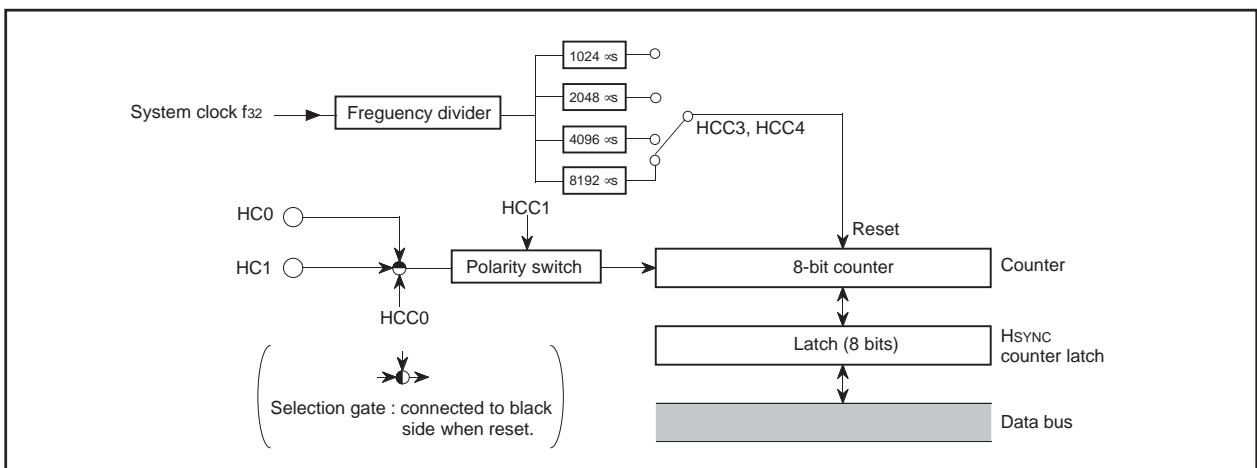 1024 ∝s
2048 ∝s
System clock f32
Freguency divider
4096 ∝s
HCC3, HCC4
8192 ∝s
HCC1
HC0
Reset
HC1
Polarity switch
8-bit counter
Counter
HCC0
Latch (8 bits)
HSYNC
counter latch
Selection gate : connected to black
side when reset.
Data bus